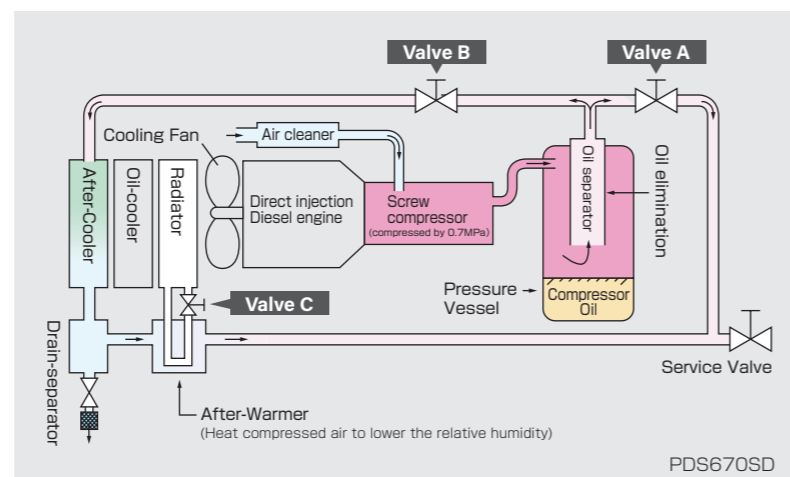 Valve B
Valve A
Cooling Fan
Air cleaner
After-Cooler
Oil-cooler
Radiator
Direct injection
Diesel engine
Screw
compressor
(compressed by 0.7MPa)
Oil separator
Oil elimination
Valve C
Pressure
Vessel
Compressor
Oil
Drain-separator
Service Valve
After-Warmer
(Heat compressed air to lower the relative humidity)
PDS670SD